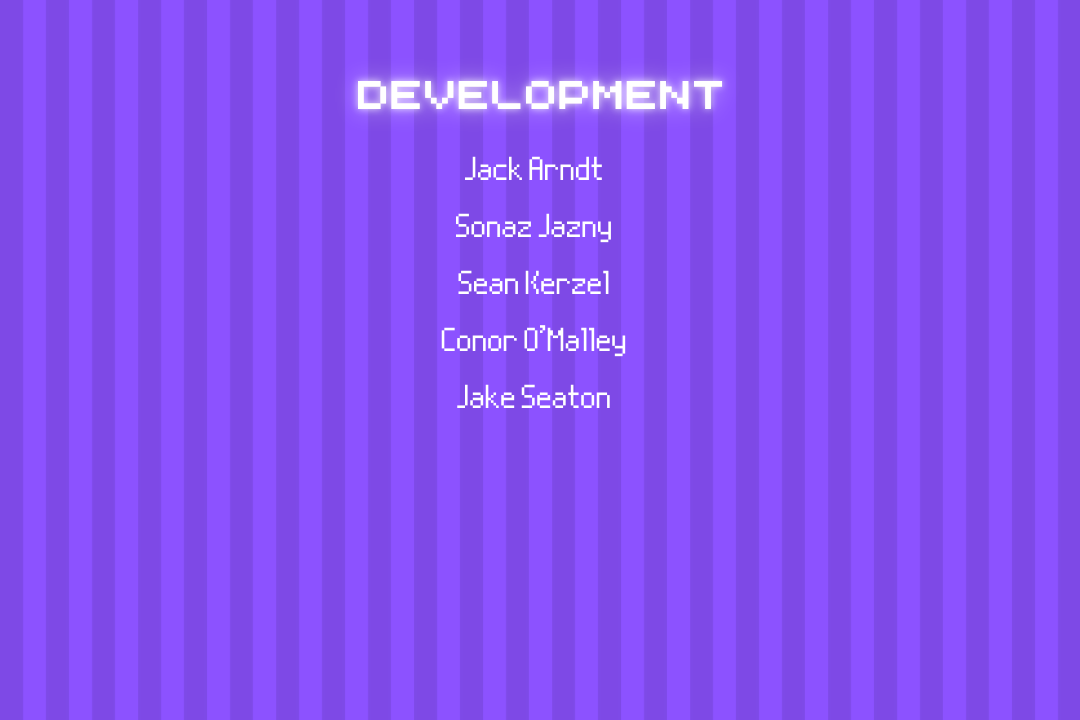 DEVELOPMENT
Jack Arndt
Sonaz Jazny
Sean Kerzel
Conor O'Malley
Jake Seaton